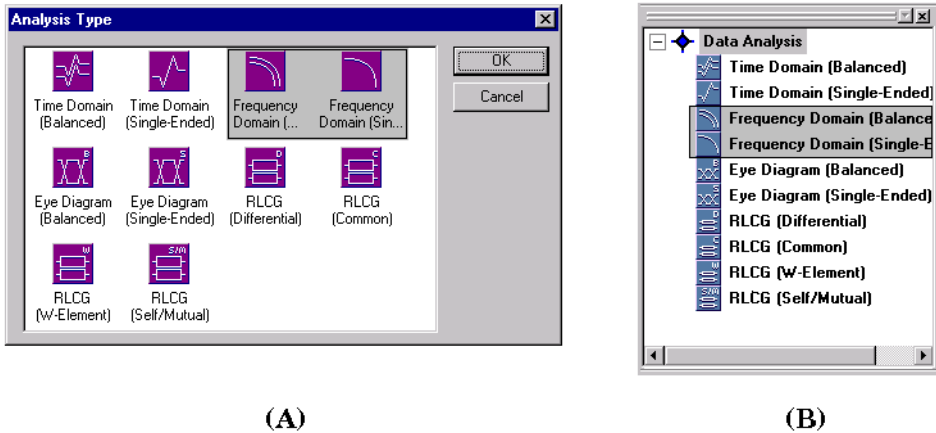 Analysis Type
OK
Cancel
Time Domain
(Balanced)
Time Domain
(Single-Ended)
Frequency
Domain (...
Frequency
Domain (Sin...
B
Eye Diagram
(Balanced)
S
Eye Diagram
(Single-Ended)
D
RLCG
(Differential)
C
RLCG
(Common)
W
RLCG
(W-Element)
S/M
RLCG
(Self/Mutual)
(A)
Data Analysis
Time Domain (Balanced)
Time Domain (Single-Ended)
Frequency Domain (Balance
Frequency Domain (Single-E
B
Eye Diagram (Balanced)
S
Eye Diagram (Single-Ended)
D
RLCG (Differential)
C
RLCG (Common)
W
RLCG (W-Element)
S/M
RLCG (Self/Mutual)
(B)